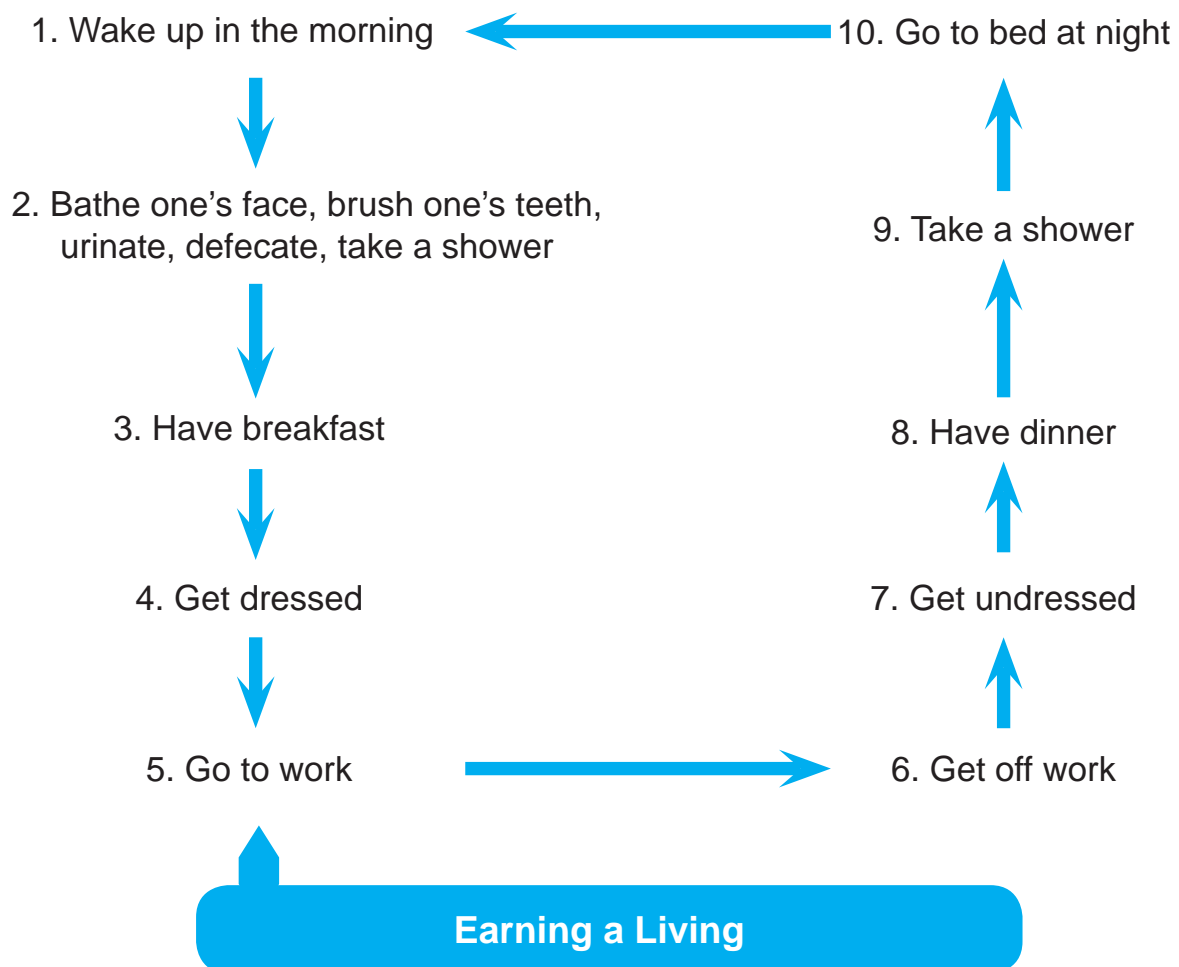 1. Wake up in the morning
2. Bathe one’s face, brush one’s teeth,
urinate, defecate, take a shower
3. Have breakfast
4. Get dressed
5. Go to work
6. Get off work
7. Get undressed
8. Have dinner
9. Take a shower
10. Go to bed at night
Earning a Living